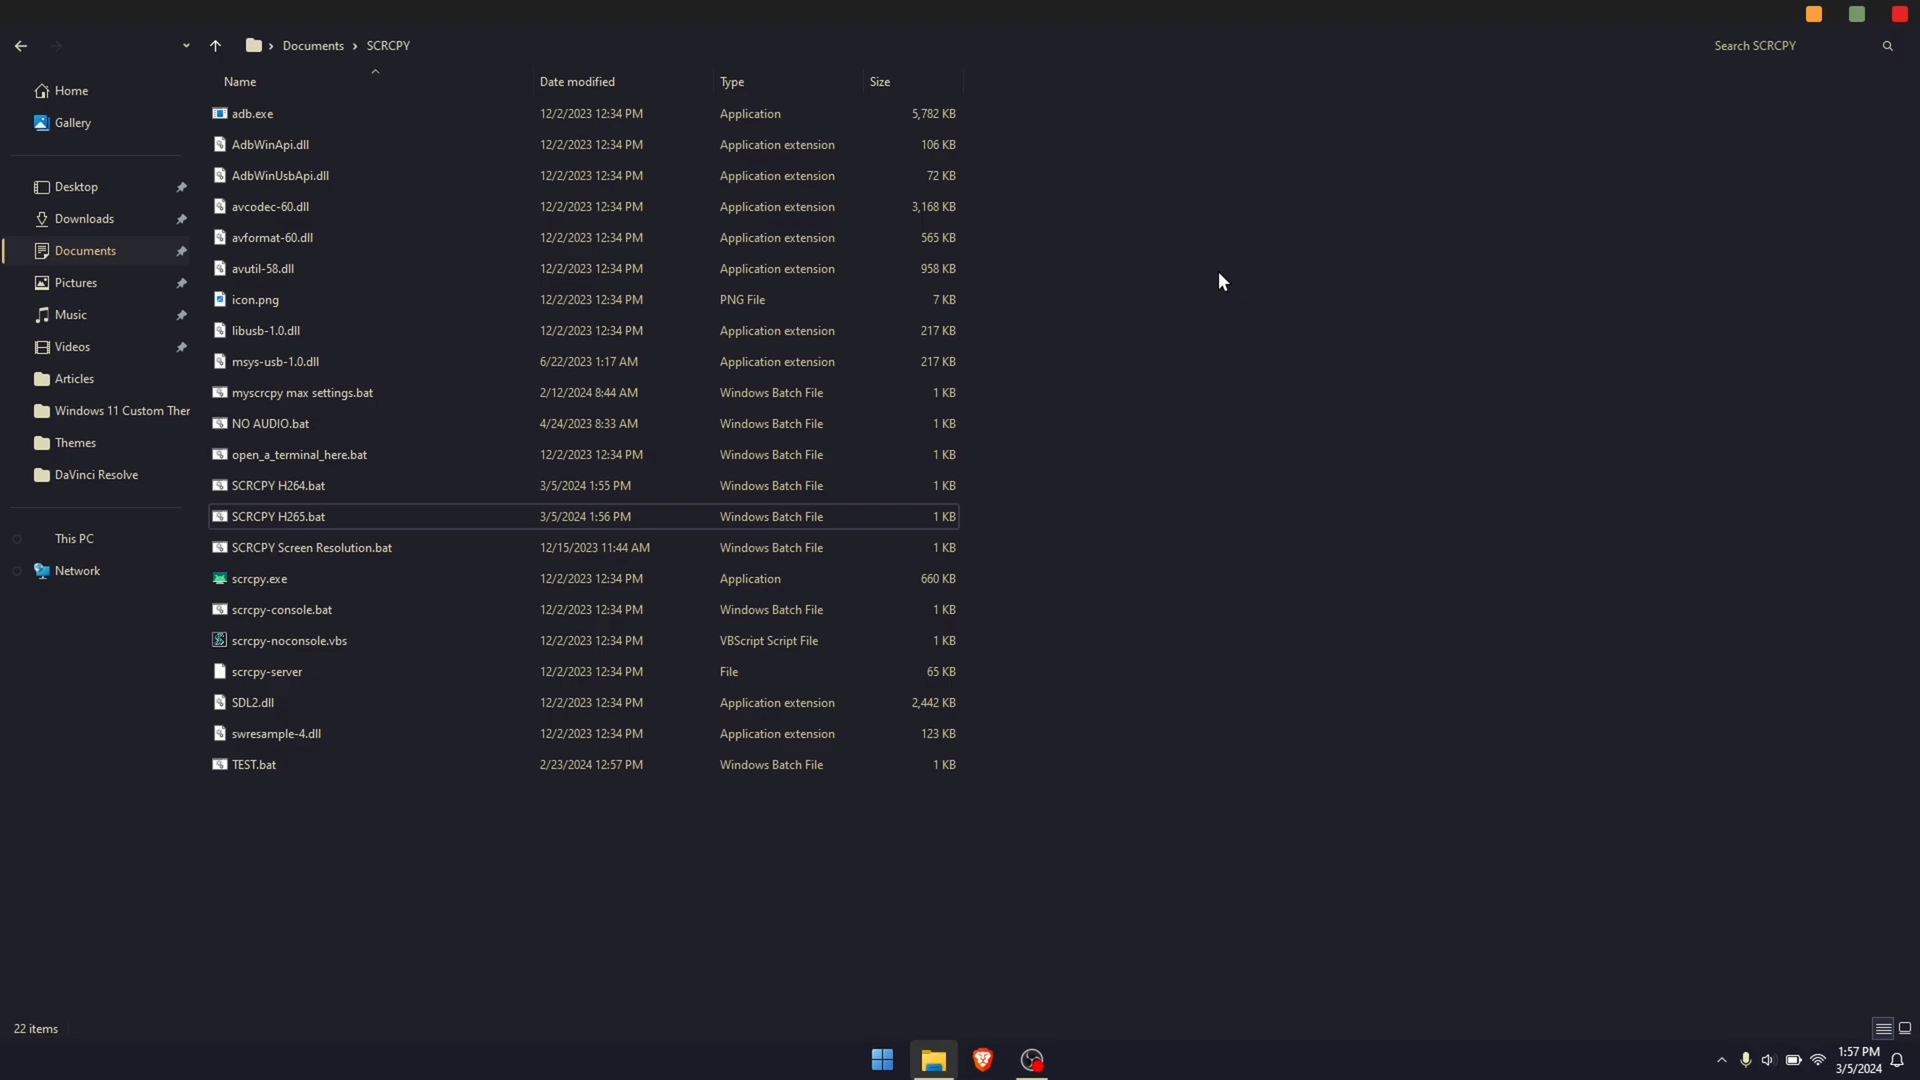 Documents > SCRCPY
Search SCRCPY
Home
Gallery
Desktop
Downloads
Documents
Pictures
Music
Videos
Articles
Windows 11 Custom Ther
Themes
DaVinci Resolve
This PC
Network
Name Date modified Type Size
adb.exe 12/2/2023 12:34 PM Application 5,782 KB
AdbWinApi.dll 12/2/2023 12:34 PM Application extension 106 KB
AdbWinUsbApi.dll 12/2/2023 12:34 PM Application extension 72 KB
avcodec-60.dll 12/2/2023 12:34 PM Application extension 3,168 KB
avformat-60.dll 12/2/2023 12:34 PM Application extension 565 KB
avutil-58.dll 12/2/2023 12:34 PM Application extension 958 KB
icon.png 12/2/2023 12:34 PM PNG File 7 KB
libusb-1.0.dll 12/2/2023 12:34 PM Application extension 217 KB
msys-usb-1.0.dll 6/22/2023 1:17 AM Application extension 217 KB
myscrcpy max settings.bat 2/12/2024 8:44 AM Windows Batch File 1 KB
NO AUDIO.bat 4/24/2023 8:33 AM Windows Batch File 1 KB
open_a_terminal_here.bat 12/2/2023 12:34 PM Windows Batch File 1 KB
SCRCPY H264.bat 3/5/2024 1:55 PM Windows Batch File 1 KB
SCRCPY H265.bat 3/5/2024 1:56 PM Windows Batch File 1 KB
SCRCPY Screen Resolution.bat 12/15/2023 11:44 AM Windows Batch File 1 KB
scrcpy.exe 12/2/2023 12:34 PM Application 660 KB
scrcpy-console.bat 12/2/2023 12:34 PM Windows Batch File 1 KB
scrcpy-noconsole.vbs 12/2/2023 12:34 PM VBScript Script File 1 KB
scrcpy-server 12/2/2023 12:34 PM File 65 KB
SDL2.dll 12/2/2023 12:34 PM Application extension 2,442 KB
swresample-4.dll 12/2/2023 12:34 PM Application extension 123 KB
TEST.bat 2/23/2024 12:57 PM Windows Batch File 1 KB
22 items
1:57 PM
3/5/2024